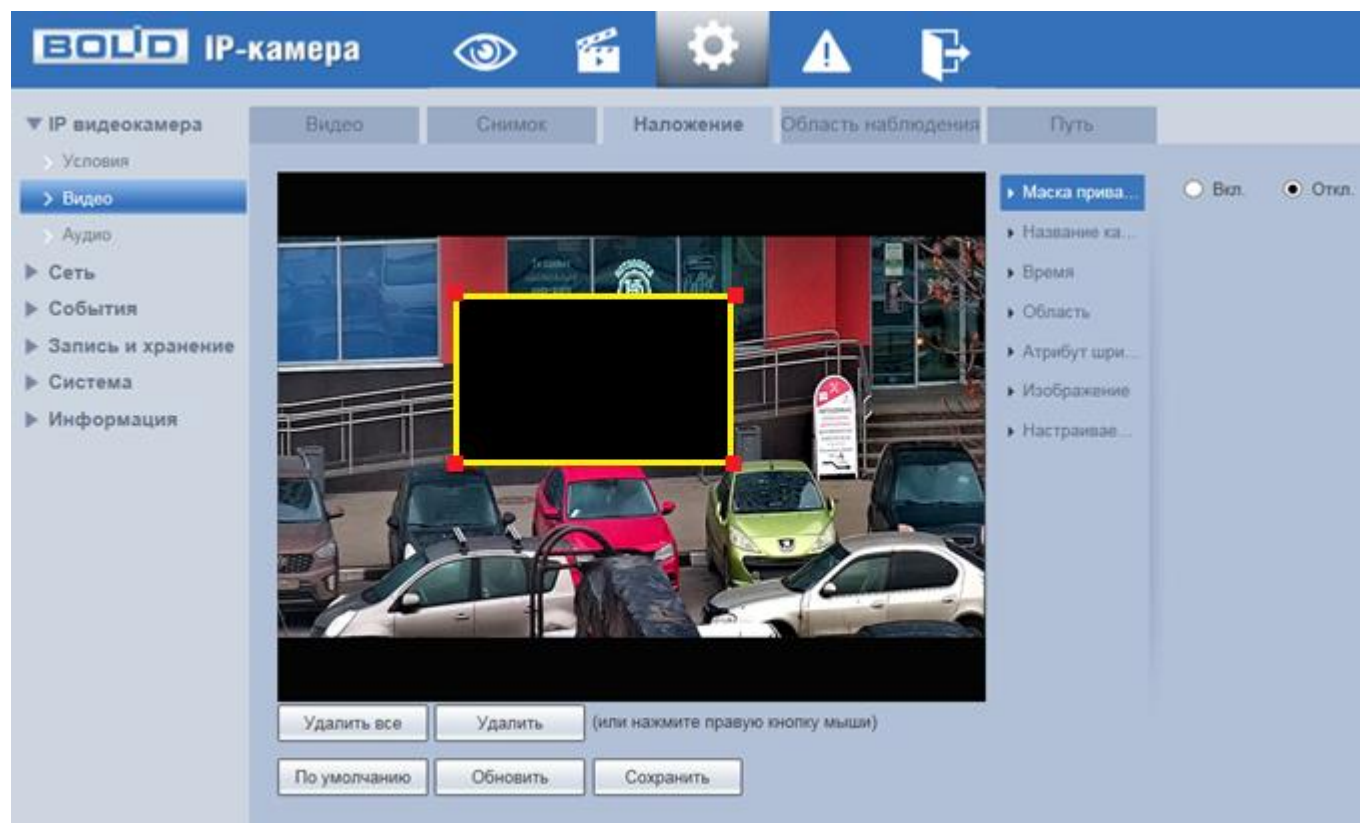 BOLID IP-камера
IP видеокамера
Условия
Видео
Аудио
Сеть
События
Запись и хранение
Система
Информация
Видео
Снимок
Наложение
Область наблюдения
Путь
Маска прива...
Название ка...
Время
Область
Атрибут шри...
Изображение
Настраивае...
Вкл.
Откл.
Удалить все
Удалить
(или нажмите правую кнопку мыши)
По умолчанию
Обновить
Сохранить